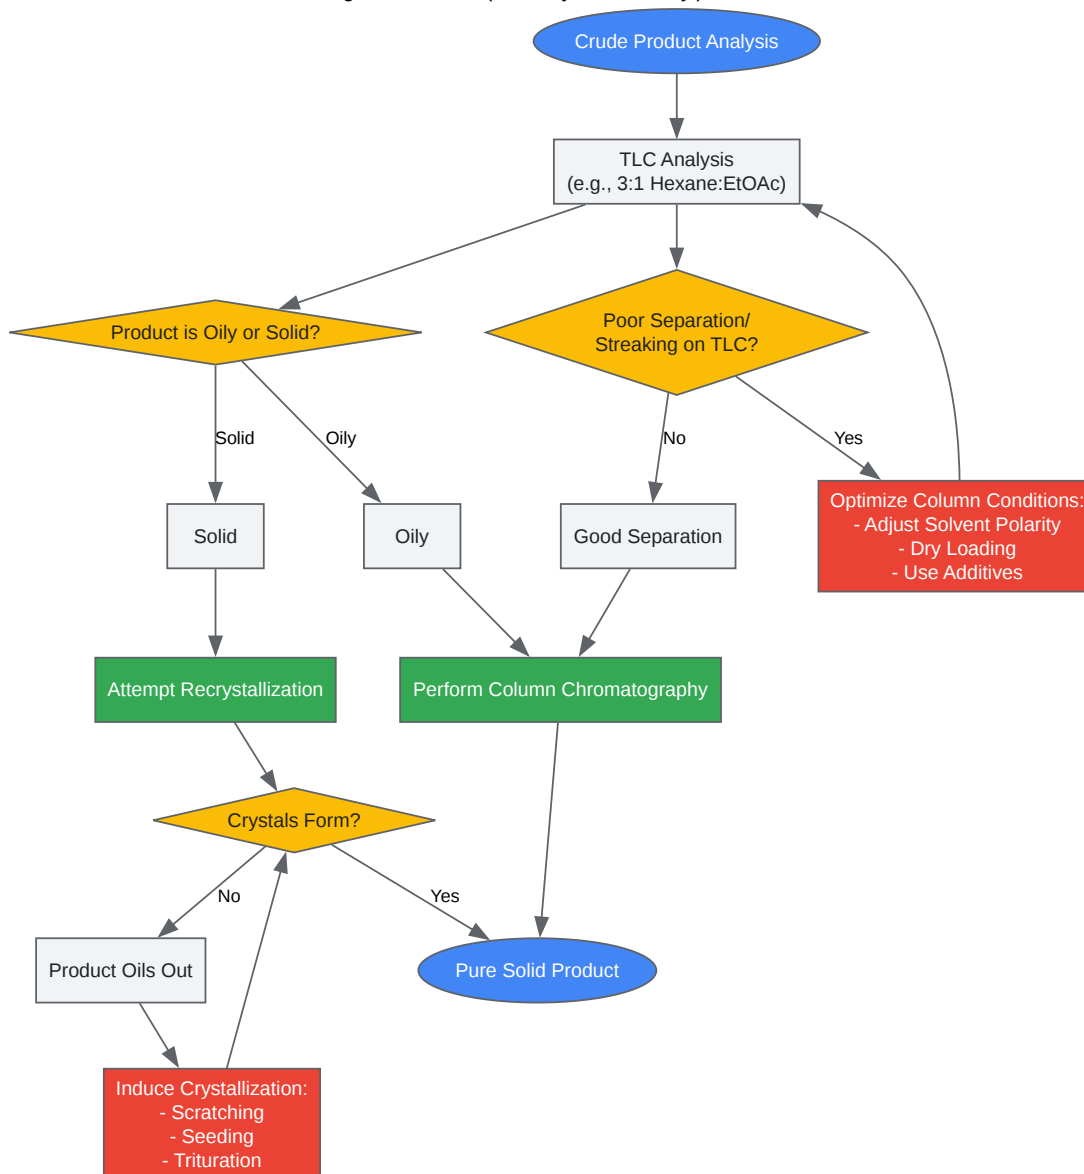 Crude Product Analysis
TLC Analysis
(e.g., 3:1 Hexane:EtOAc)
Product is Oily or Solid?
Poor Separation/
Streaking on TLC?
Solid
Oily
No
Yes
Solid
Oily
Good Separation
Optimize Column Conditions:
- Adjust Solvent Polarity
- Dry Loading
- Use Additives
Attempt Recrystallization
Perform Column Chromatography
Crystals Form?
No
Yes
Product Oils Out
Pure Solid Product
Induce Crystallization:
- Scratching
- Seeding
- Trituration